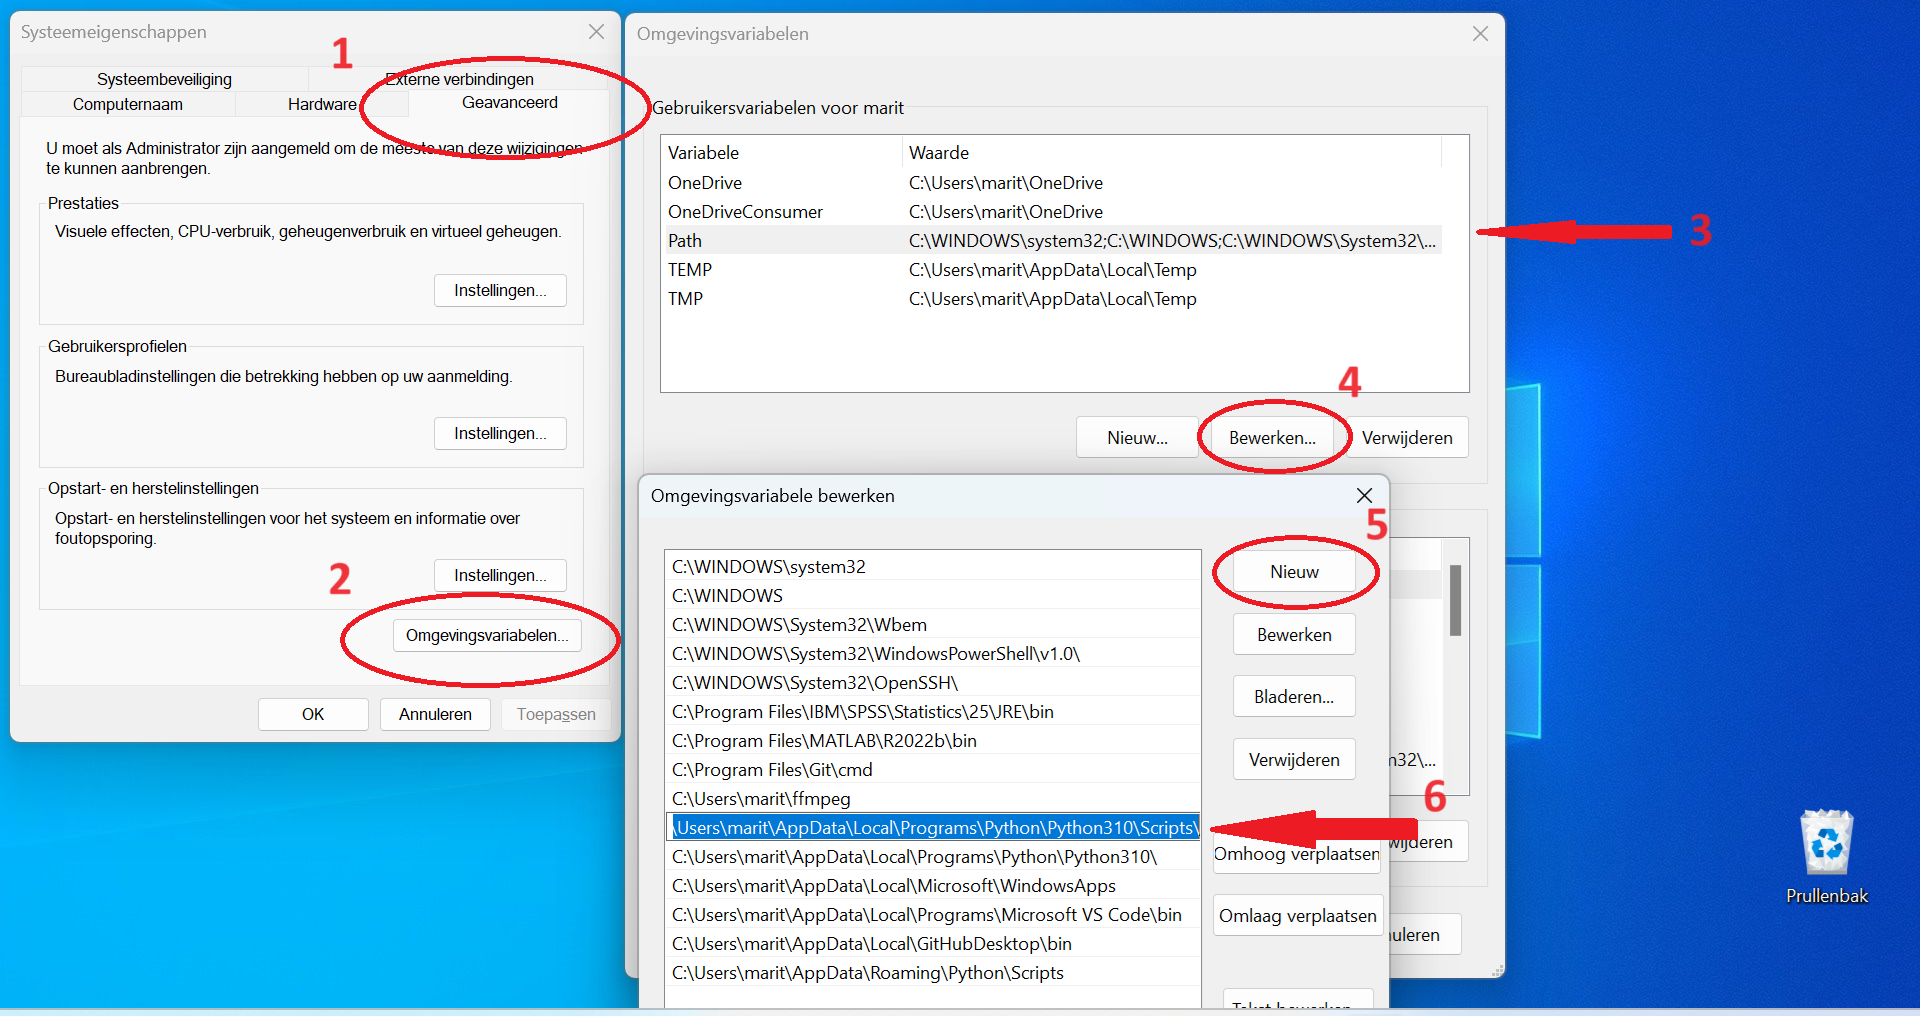 Systeemeigenschappen
1
Systeembeveiliging
Externe verbindingen
Computernaam
Hardware
Geavanceerd
U moet als Administrator zijn aangemeld om de meeste van deze wijzigingen
te kunnen aanbrengen.
Prestaties
Visuele effecten, CPU-verbruik, geheugenverbruik en virtueel geheugen.
Instellingen...
Gebruikersprofielen
Bureaubladinstellingen die betrekking hebben op uw aanmelding.
Instellingen...
Opstart- en herstelinstellingen
Opstart- en herstelinstellingen voor het systeem en informatie over
foutopsporing.
2
Instellingen...
Omgevingsvariabelen...
OK
Annuleren
Toepassen
Omgevingsvariabelen
Gebruikersvariabelen voor marit
Variabele
Waarde
OneDrive
C:\Users\marit\OneDrive
OneDriveConsumer
C:\Users\marit\OneDrive
Path
C:\WINDOWS\system32;C:\WINDOWS;C:\WINDOWS\System32\...
3
TEMP
C:\Users\marit\AppData\Local\Temp
TMP
C:\Users\marit\AppData\Local\Temp
4
Nieuw...
Bewerken...
Verwijderen
Omgevingsvariabele bewerken
5
C:\WINDOWS\system32
C:\WINDOWS
C:\WINDOWS\System32\Wbem
C:\WINDOWS\System32\WindowsPowerShell\v1.0\
C:\WINDOWS\System32\OpenSSH\
C:\Program Files\IBM\SPSS\Statistics\25\JRE\bin
C:\Program Files\MATLAB\R2022b\bin
C:\Program Files\Git\cmd
C:\Users\marit\ffmpeg
\Users\marit\AppData\Local\Programs\Python\Python310\Scripts\
C:\Users\marit\AppData\Local\Programs\Python\Python310\
C:\Users\marit\AppData\Local\Microsoft\WindowsApps
C:\Users\marit\AppData\Local\Programs\Microsoft VS Code\bin
C:\Users\marit\AppData\Local\GitHubDesktop\bin
C:\Users\marit\AppData\Roaming\Python\Scripts
Nieuw
Bewerken
Bladeren...
Verwijderen
m32\...
6
Omhoog verplaatsen
wijderen
Omlaag verplaatsen
nuleren
Prullenbak